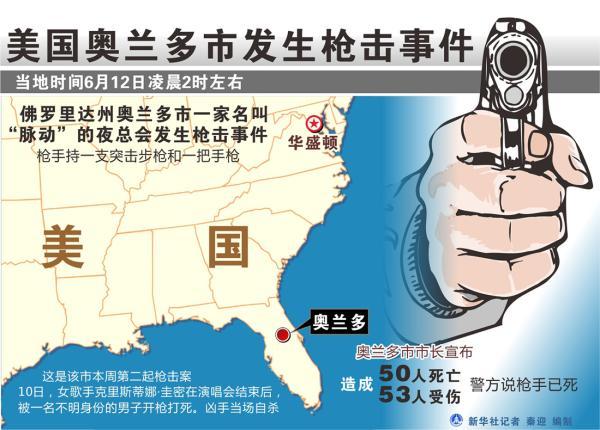 美国奥兰多市发生枪击事件
当地时间6月12日凌晨2时左右
佛罗里达州奥兰多市一家名叫
“脉动”的夜总会发生枪击事件
枪手持一支突击步枪和一把手枪
华盛顿
美国
奥兰多
奥兰多市市长宣布
造成 50人死亡
53人受伤
警方说枪手已死
这是该市本周第二起枪击案
10日，女歌手克里斯蒂娜·圭密在演唱会结束后，
被一名不明身份的男子开枪打死。凶手当场自杀
新华社记者 秦迎 编制